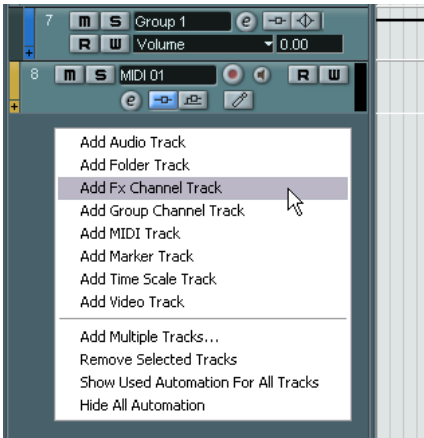 7 m S Group 1 e
R W Volume 0.00
8 m S MIDI 01 R W
e
Add Audio Track
Add Folder Track
Add Fx Channel Track
Add Group Channel Track
Add MIDI Track
Add Marker Track
Add Time Scale Track
Add Video Track
Add Multiple Tracks...
Remove Selected Tracks
Show Used Automation For All Tracks
Hide All Automation